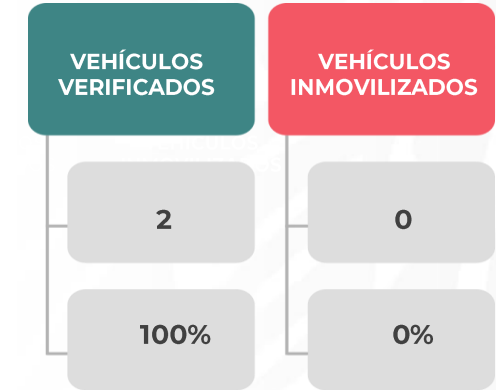 VEHÍCULOS
VERIFICADOS
2
100%
VEHÍCULOS
INMOVILIZADOS
0
0%